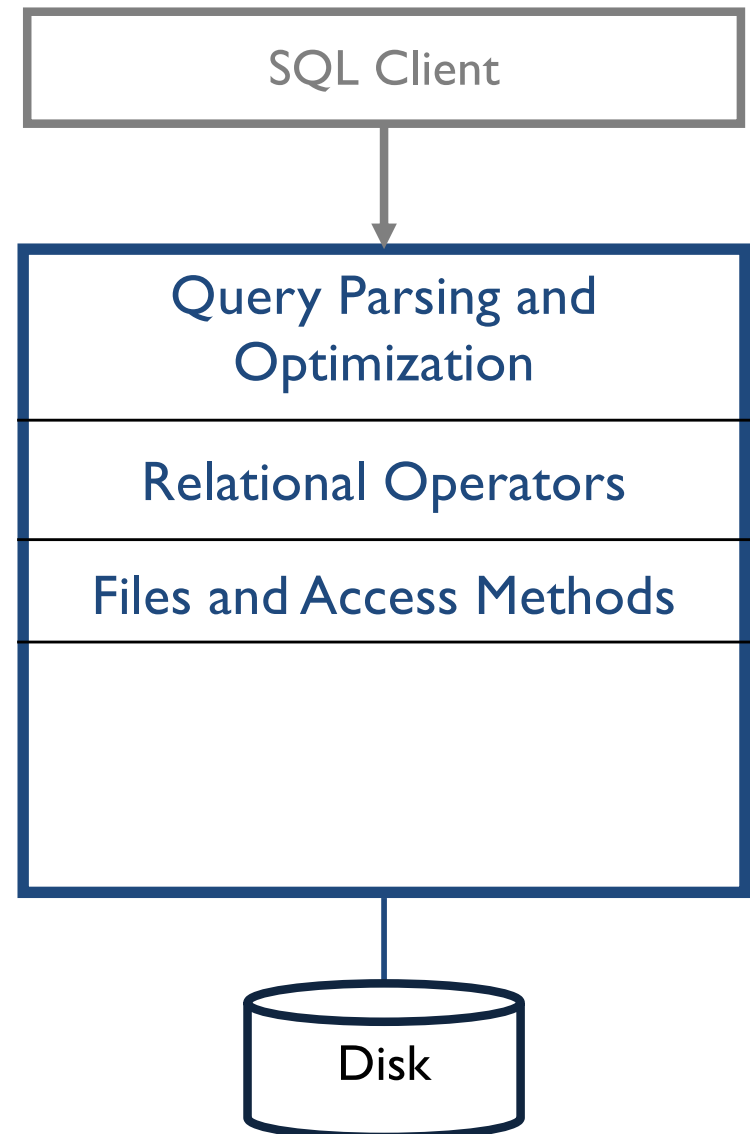 SQL Client
Query Parsing and
Optimization
Relational Operators
Files and Access Methods
Disk